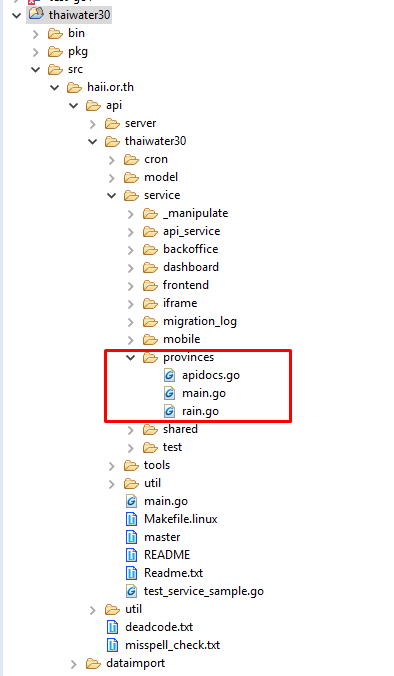 thaiwater30
bin
pkg
src
haii.or.th
api
server
thaiwater30
cron
model
service
_manipulate
api_service
backoffice
dashboard
frontend
iframe
migration_log
mobile
provinces
apidocs.go
main.go
rain.go
shared
test
tools
util
main.go
Makefile.linux
master
README
Readme.txt
test_service_sample.go
util
deadcode.txt
misspell_check.txt
dataimport